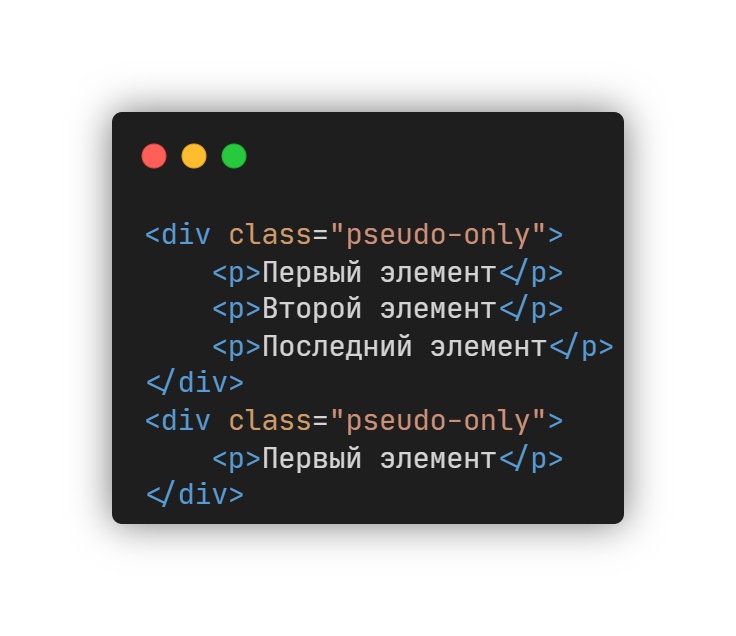 <div class="pseudo-only">
    <p>Первый элемент</p>
    <p>Второй элемент</p>
    <p>Последний элемент</p>
</div>
<div class="pseudo-only">
    <p>Первый элемент</p>
</div>